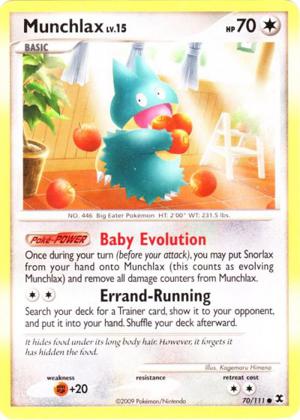 Munchlax LV.15 HP 70
BASIC
NO. 446 Big Eater Pokémon HT: 2'00" WT: 231.5 lbs.
Poké-POWER Baby Evolution
Once during your turn (before your attack), you may put Snorlax
from your hand onto Munchlax (this counts as evolving
Munchlax) and remove all damage counters from Munchlax.
Errand-Running
Search your deck for a Trainer card, show it to your opponent,
and put it into your hand. Shuffle your deck afterward.
It hides food under its long body hair. However, it forgets it
has hidden the food.
Illus. Kagemaru Himeno
weakness resistance retreat cost
+20
70/111
©2009 Pokémon/Nintendo